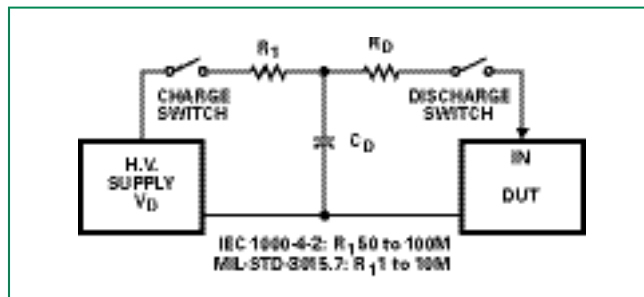 R1
RD
CHARGE
SWITCH
DISCHARGE
SWITCH
CD
H.V.
SUPPLY
VD
IN
DUT
IEC 1000-4-2: R1 50 to 100M
MIL-STD-3015.7: R1 1 to 10M